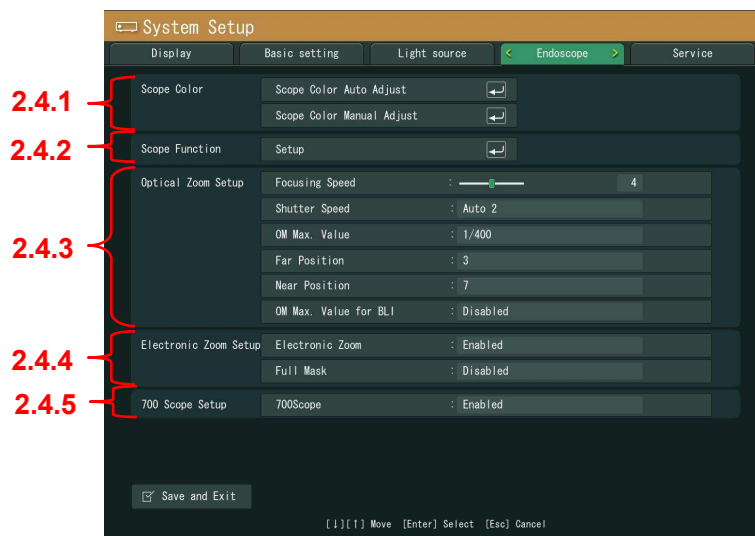 System Setup
Display Basic setting Light source < Endoscope > Service
2.4.1 Scope Color Scope Color Auto Adjust
Scope Color Manual Adjust
2.4.2 Scope Function Setup
2.4.3 Optical Zoom Setup Focusing Speed : 4
Shutter Speed : Auto 2
OM Max. Value : 1/400
Far Position : 3
Near Position : 7
OM Max. Value for BLI : Disabled
2.4.4 Electronic Zoom Setup Electronic Zoom : Enabled
Full Mask : Disabled
2.4.5 700 Scope Setup 700Scope : Enabled
Save and Exit
[↓][↑] Move [Enter] Select [Esc] Cancel